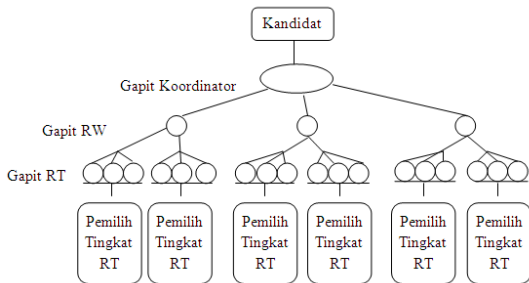 Kandidat
Gapit Koordinator
Gapit RW
Gapit RT
Pemilih
Tingkat
RT
Pemilih
Tingkat
RT
Pemilih
Tingkat
RT
Pemilih
Tingkat
RT
Pemilih
Tingkat
RT
Pemilih
Tingkat
RT